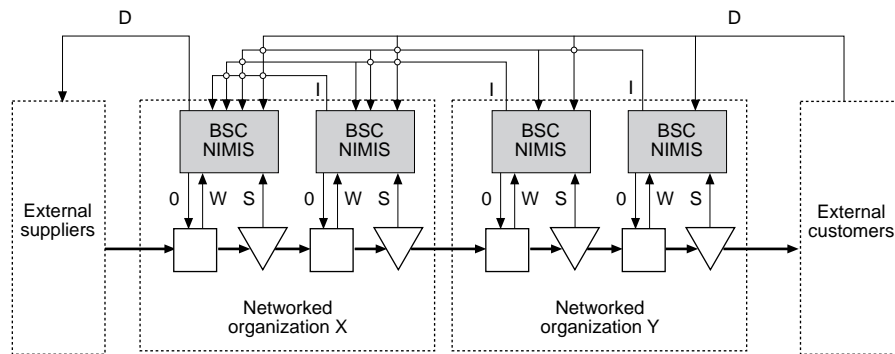 D
D
I
I
I
BSC
NIMIS
BSC
NIMIS
BSC
NIMIS
BSC
NIMIS
0
W
S
0
W
S
0
W
S
0
W
S
External
suppliers
External
customers
Networked
organization X
Networked
organization Y